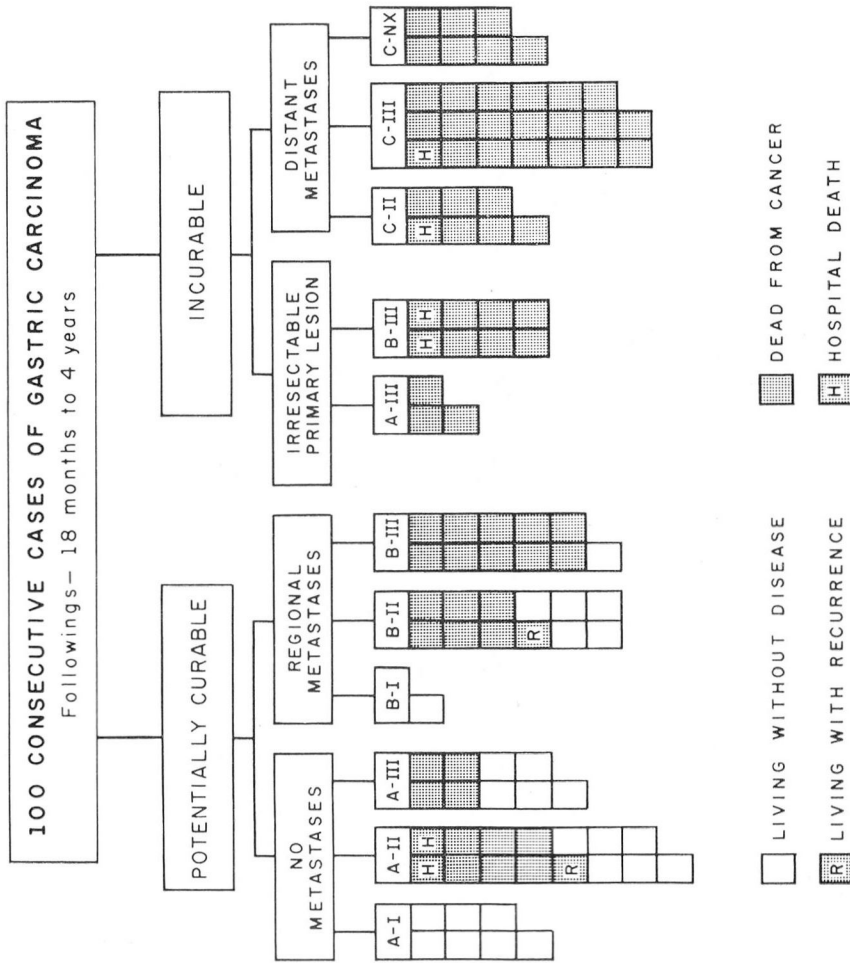 100 CONSECUTIVE CASES OF GASTRIC CARCINOMA
Followings— 18 months to 4 years
POTENTIALLY CURABLE
INCURABLE
NO
METASTASES
REGIONAL
METASTASES
IRRESECTABLE
PRIMARY LESION
DISTANT
METASTASES
A-I
A-II
A-III
B-I
B-II
B-III
A-III
B-III
C-II
C-III
C-NX
H
H
R
R
H
H
H
H
LIVING WITHOUT DISEASE
R LIVING WITH RECURRENCE
DEAD FROM CANCER
H HOSPITAL DEATH